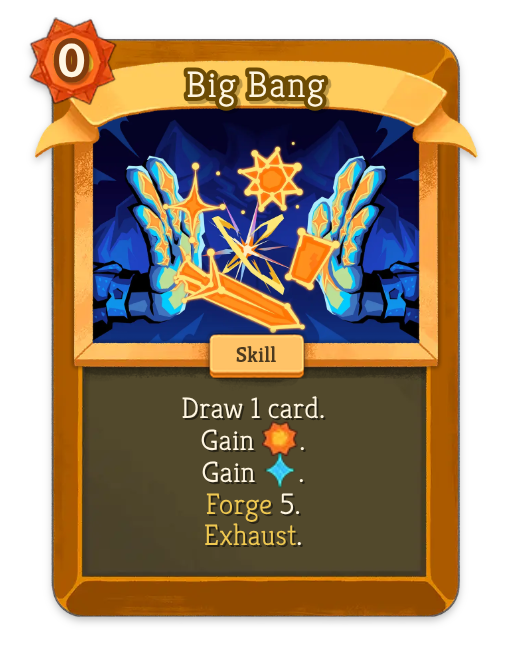 0
Big Bang
Skill
Draw 1 card.
Gain .
Gain .
Forge 5.
Exhaust.